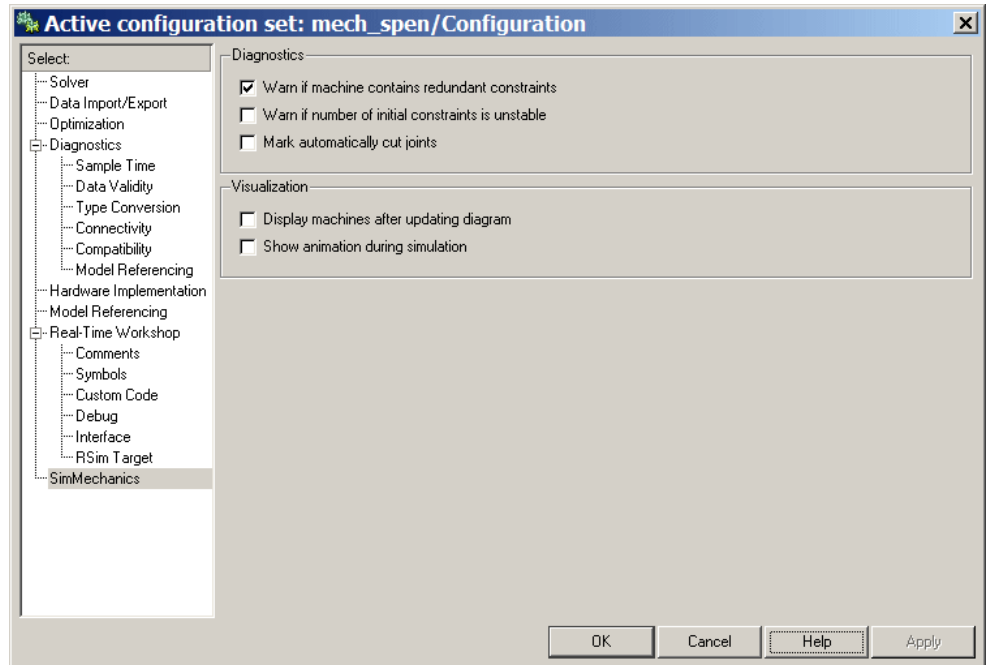 Active configuration set: mech_spen/Configuration
Select:
Solver
Data Import/Export
Optimization
Diagnostics
Sample Time
Data Validity
Type Conversion
Connectivity
Compatibility
Model Referencing
Hardware Implementation
Model Referencing
Real-Time Workshop
Comments
Symbols
Custom Code
Debug
Interface
RSim Target
SimMechanics
Diagnostics
Warn if machine contains redundant constraints
Warn if number of initial constraints is unstable
Mark automatically cut joints
Visualization
Display machines after updating diagram
Show animation during simulation
OK Cancel Help Apply